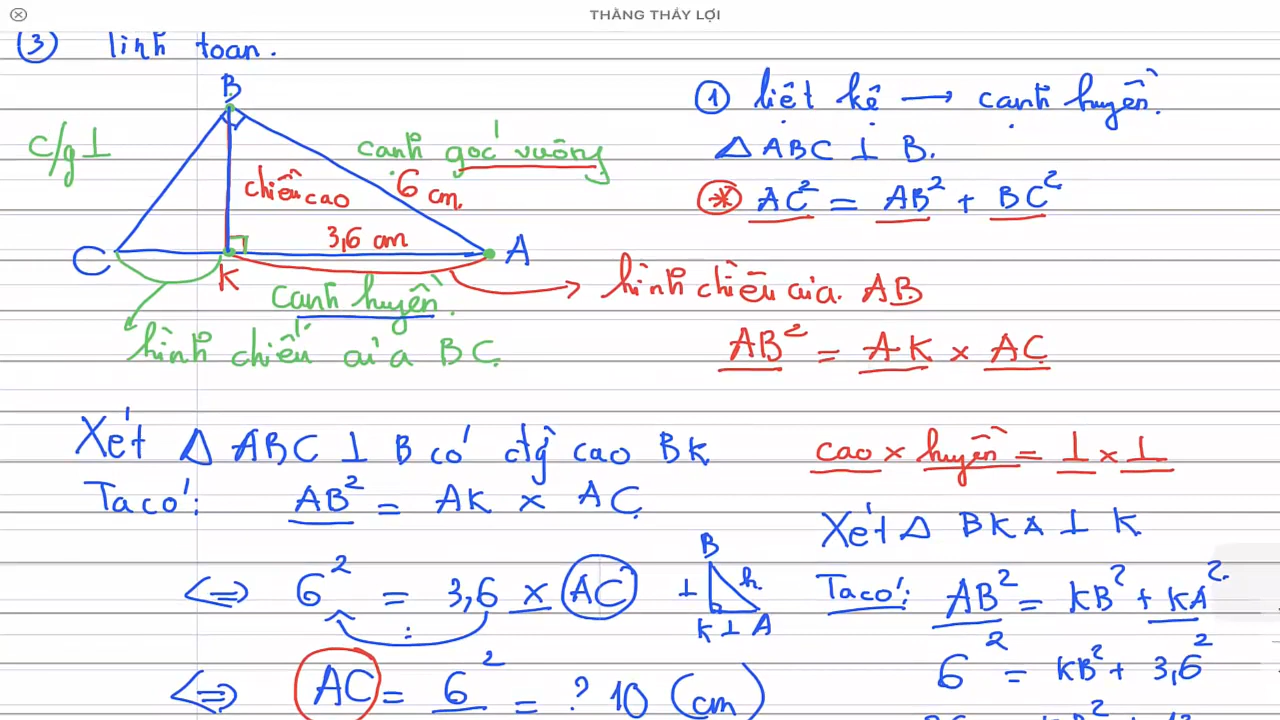 THẦNG THẦY LỢI
(3) Tính toán.
B
C/g ⊥
cạnh góc vuông
chiều cao
6 cm.
3,6 cm
C
K
A
cạnh huyền.
hình chiếu của BC
① liệt kê → cạnh huyền.
Δ ABC ⊥ B.
* AC² = AB² + BC²
hình chiếu của AB
AB² = AK × AC
Xét Δ ABC ⊥ B có đg cao BK
Ta có: AB² = AK × AC
⇔ 6² = 3,6 × AC
:
⇔ AC = 6² = ? 10 (cm)
cao × huyền = ⊥ × ⊥
Xét Δ BKA ⊥ K
B
⊥ h
K ⊥ A
Ta có: AB² = KB² + KA².
6² = KB² + 3,6²